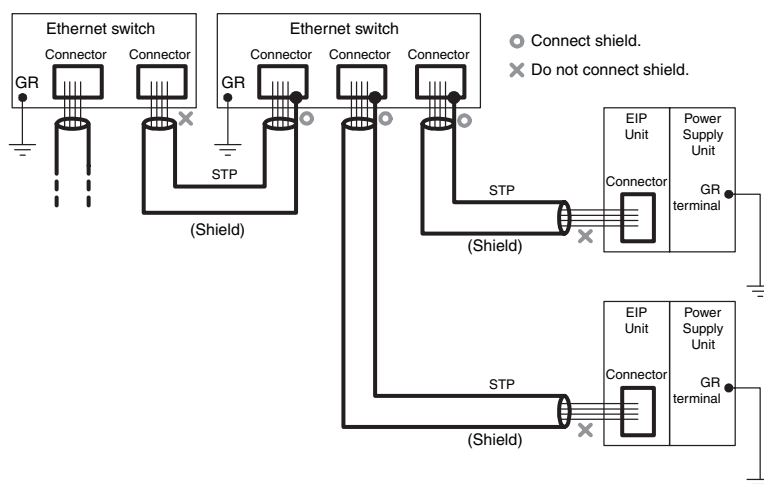 Ethernet switch
Connector Connector
GR
STP
(Shield)
Ethernet switch
Connector Connector Connector
GR
Connect shield.
Do not connect shield.
STP
(Shield)
EIP
Unit
Connector
Power
Supply
Unit
GR
terminal
STP
(Shield)
EIP
Unit
Connector
Power
Supply
Unit
GR
terminal